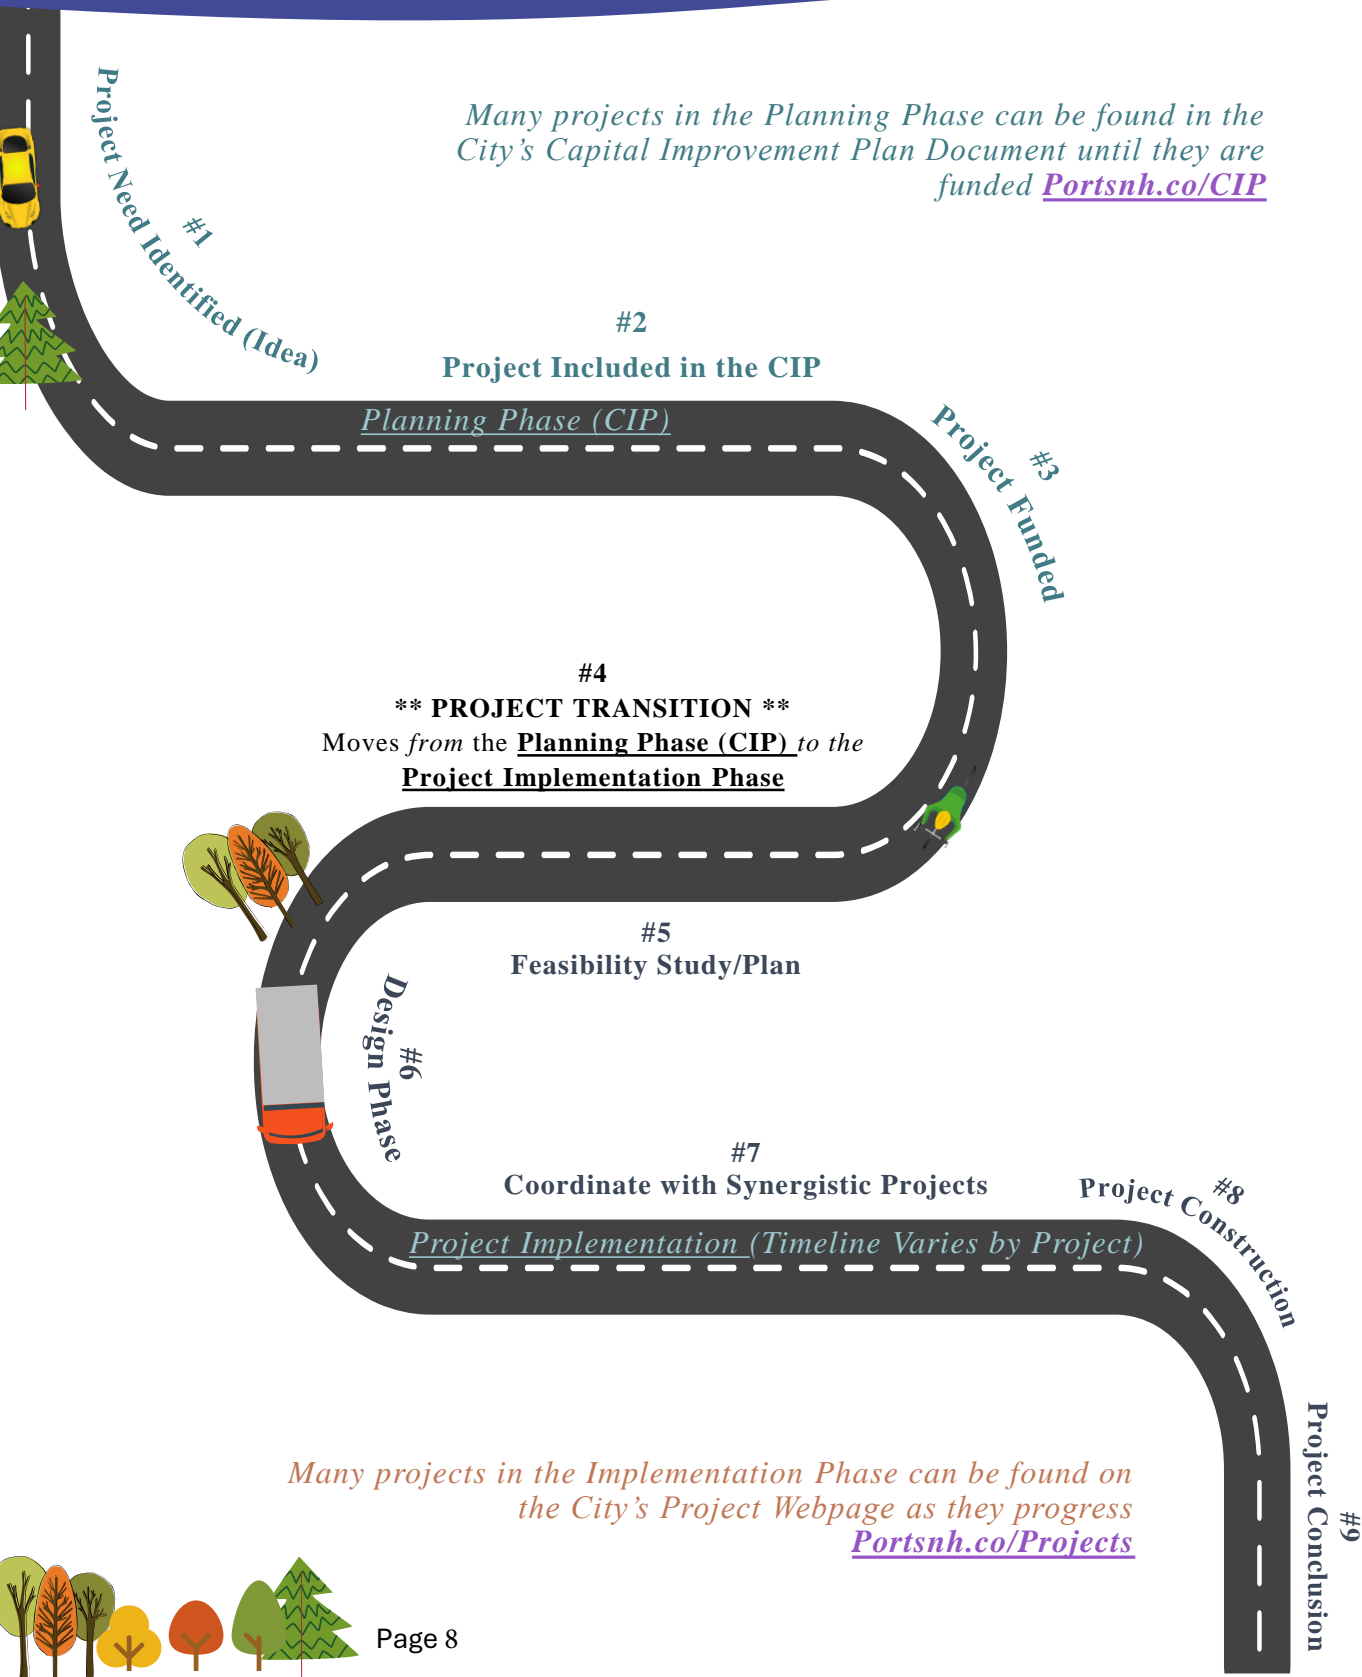 Many projects in the Planning Phase can be found in the
City’s Capital Improvement Plan Document until they are
funded Portsnh.co/CIP
#1
Project Need Identified (Idea)
#2
Project Included in the CIP
Planning Phase (CIP)
#3
Project Funded
#4
** PROJECT TRANSITION **
Moves from the Planning Phase (CIP) to the
Project Implementation Phase
#5
Feasibility Study/Plan
#6
Design Phase
#7
Coordinate with Synergistic Projects
#8
Project Construction
Project Implementation (Timeline Varies by Project)
#9
Project Conclusion
Many projects in the Implementation Phase can be found on
the City’s Project Webpage as they progress
Portsnh.co/Projects
Page 8